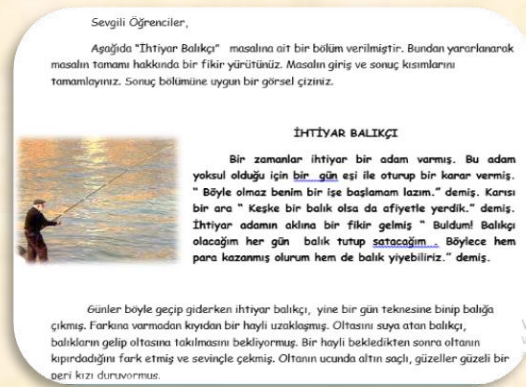 Sevgili Öğrenciler,
Aşağıda "İhtiyar Balıkçı" masalına ait bir bölüm verilmiştir. Bundan yararlanarak
masalın tamamı hakkında bir fikir yürütünüz. Masalın giriş ve sonuç kısımlarını
tamamlayınız. Sonuç bölümüne uygun bir görsel çiziniz.
İHTİYAR BALIKÇI
Bir zamanlar ihtiyar bir adam varmış. Bu adam
yoksul olduğu için bir gün eşi ile oturup bir karar vermiş.
" Böyle olmaz benim bir işe başlamam lazım." demiş. Karısı
bir ara " Keşke bir balık olsa da afiyetle yerdik." demiş.
İhtiyar adamın aklına bir fikir gelmiş " Buldum! Balıkçı
olacağım her gün balık tutup satacağım . Böylece hem
para kazanmış olurum hem de balık yiyebiliriz." demiş.
Günler böyle geçip giderken ihtiyar balıkçı, yine bir gün teknesine binip balığa
çıkmış. Farkına varmadan kıyıdan bir hayli uzaklaşmış. Oltasını suya atan balıkçı,
balıkların gelip oltasına takılmasını bekliyormuş. Bir hayli bekledikten sonra oltanın
kıpırdadığını fark etmiş ve sevinçle çekmiş. Oltanın ucunda altın saçlı, güzeller güzeli bir
peri kızı duruyormuş.